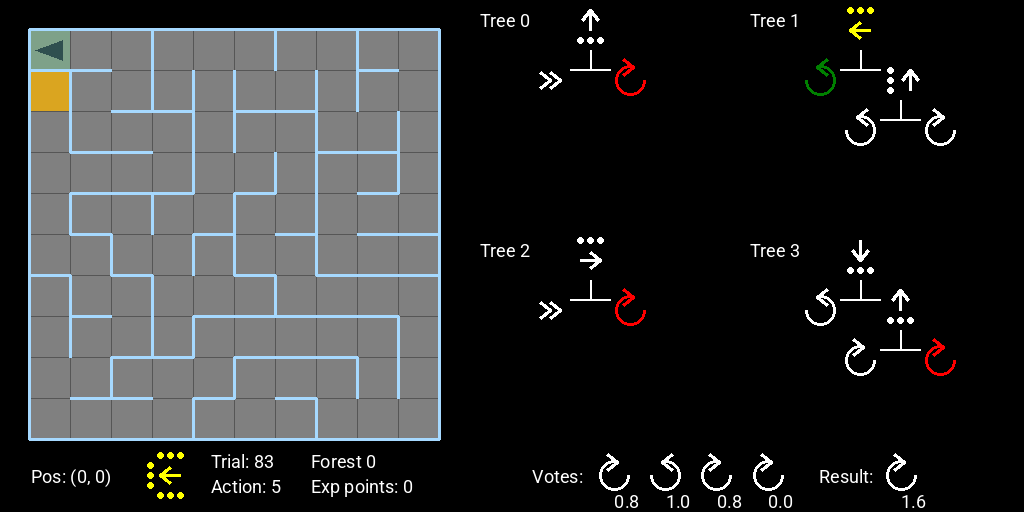 Tree 0
Tree 1
Tree 2
Tree 3
Pos: (0, 0)
Trial: 83
Forest 0
Action: 5
Exp points: 0
Votes:
0.8
1.0
0.8
0.0
Result:
1.6